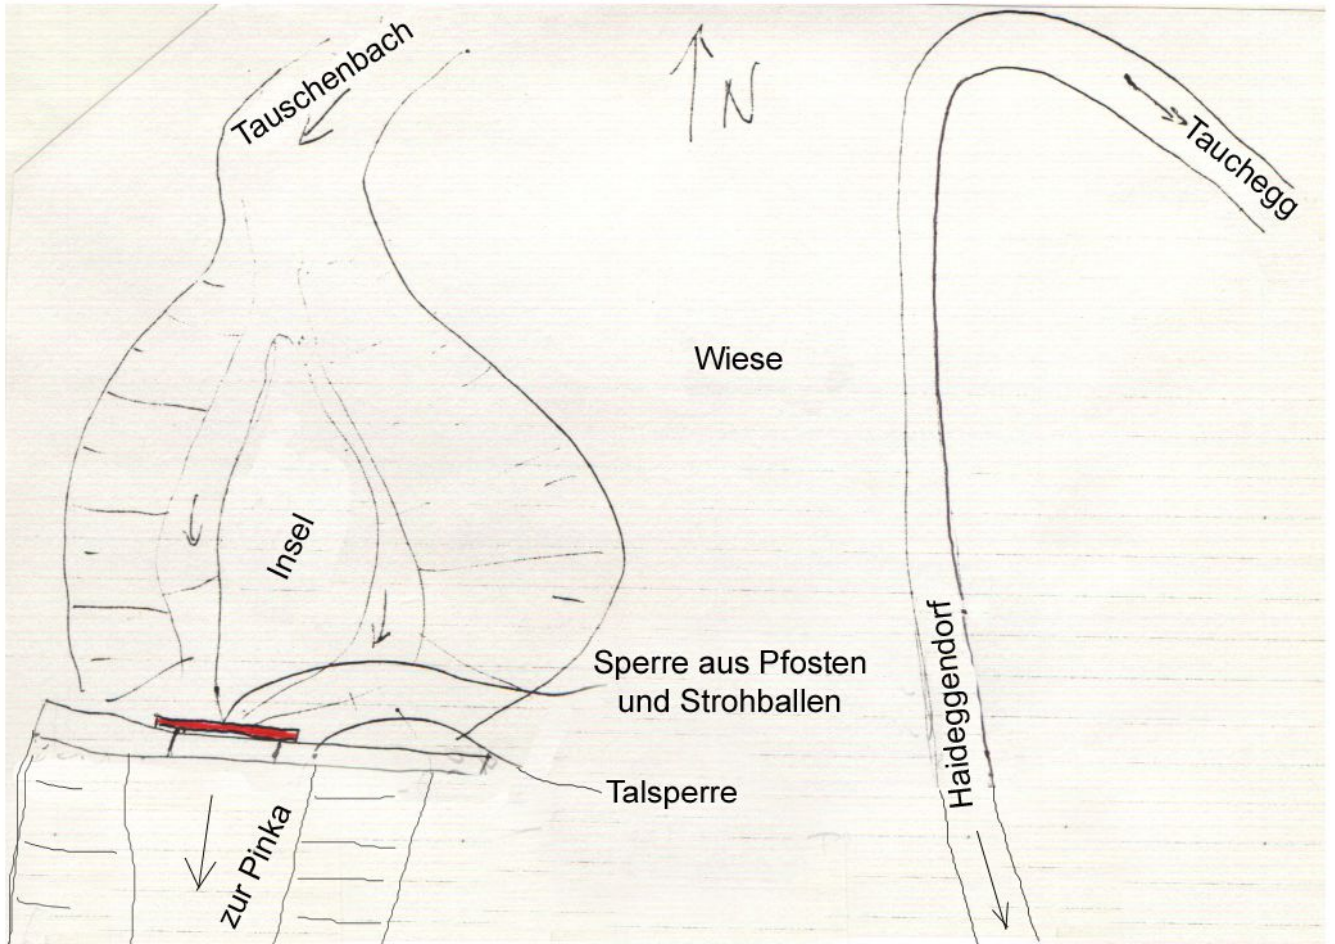 Tauschenbach
N
Tauchegg
Wiese
Insel
Sperre aus Pfosten
und Strohballen
Haideggendorf
Talsperre
zur Pinka